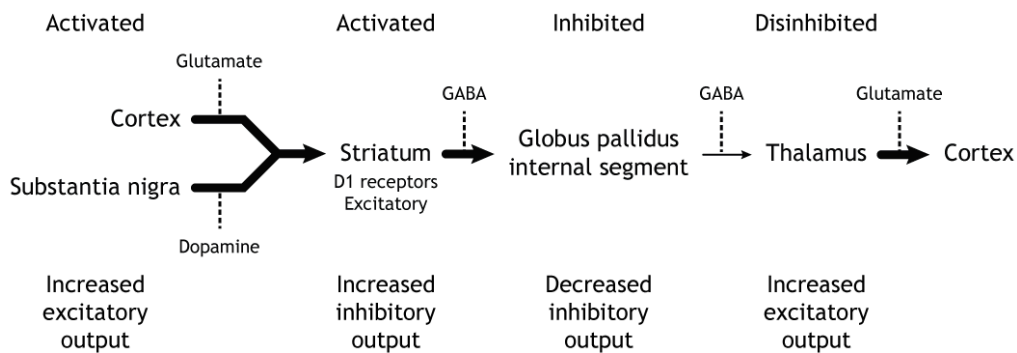 Activated
Activated
Inhibited
Disinhibited
Glutamate
GABA
GABA
Glutamate
Cortex
Substantia nigra
Striatum
D1 receptors
Excitatory
Globus pallidus
internal segment
Thalamus
Cortex
Dopamine
Increased
excitatory
output
Increased
inhibitory
output
Decreased
inhibitory
output
Increased
excitatory
output